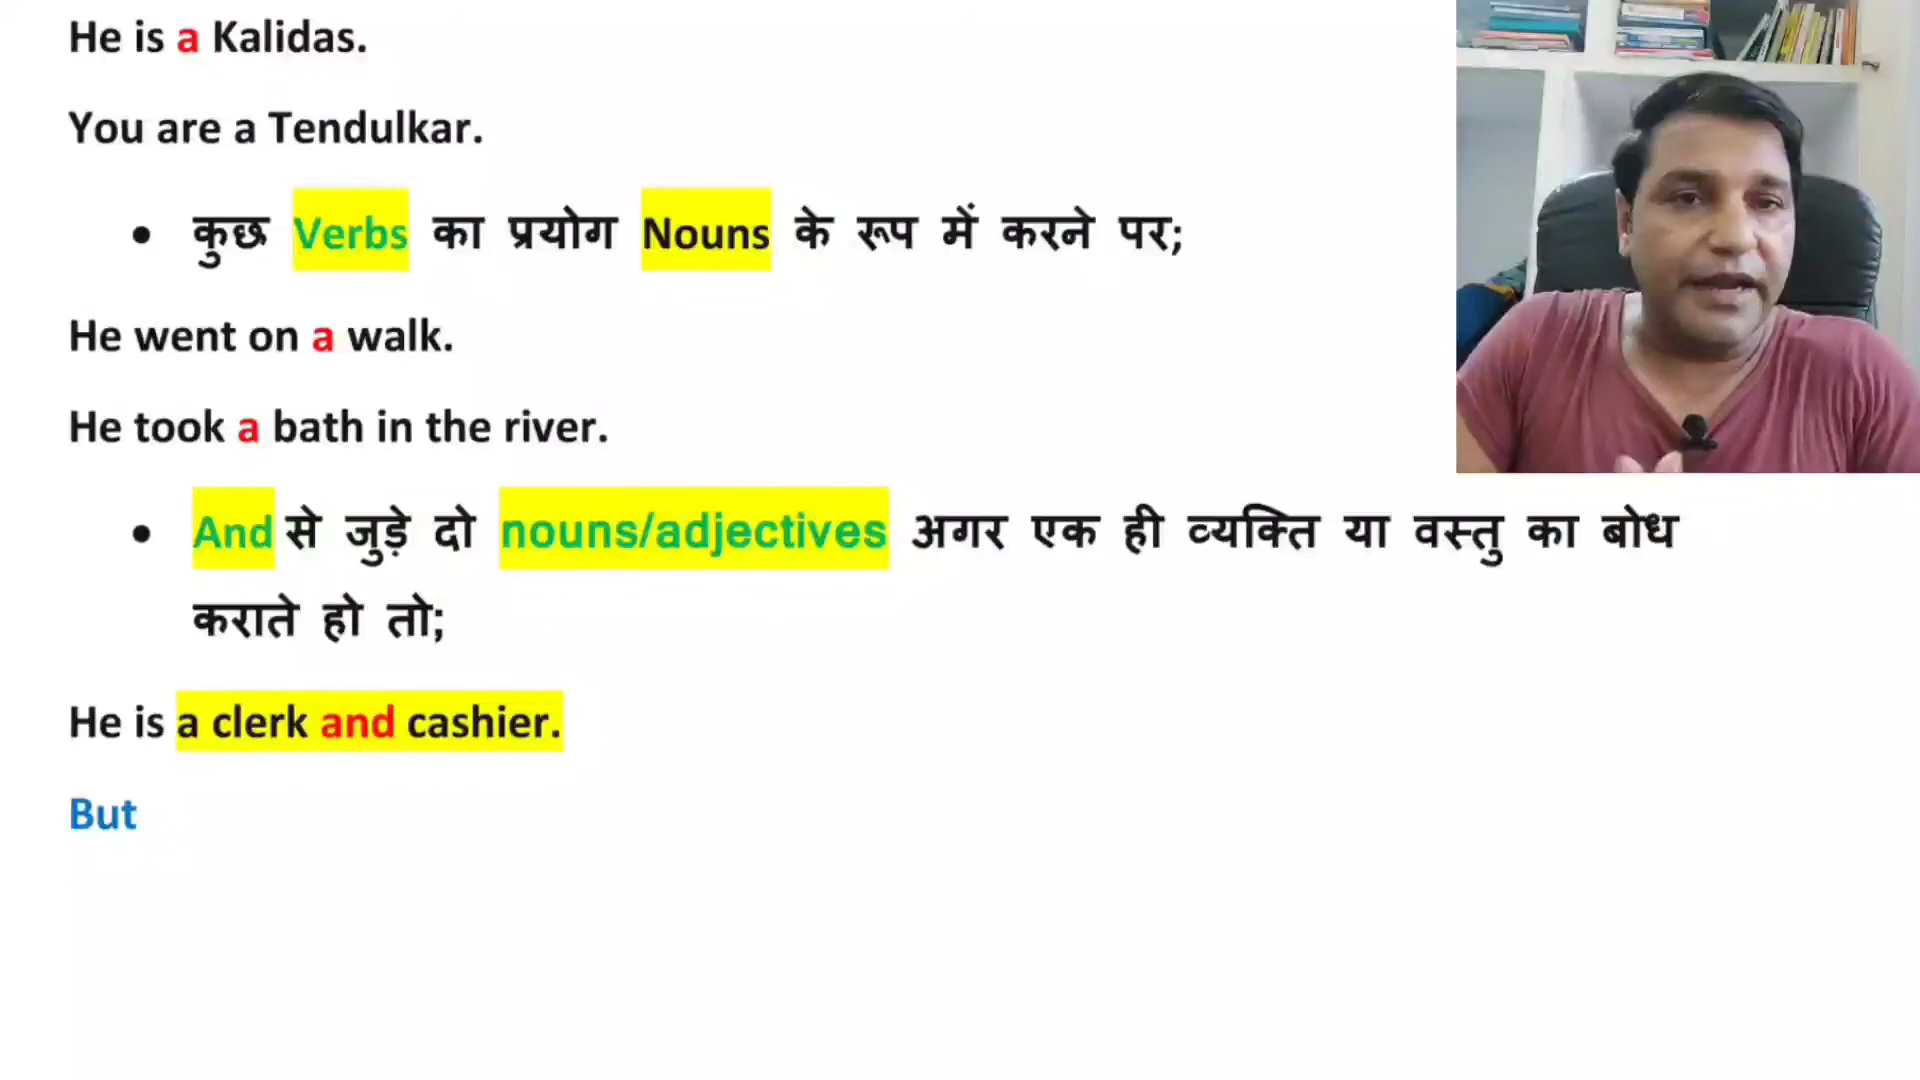 He is a Kalidas.
You are a Tendulkar.
• कुछ Verbs का प्रयोग Nouns के रूप में करने पर;
He went on a walk.
He took a bath in the river.
• And से जुड़े दो nouns/adjectives अगर एक ही व्यक्ति या वस्तु का बोध
कराते हो तो;
He is a clerk and cashier.
But